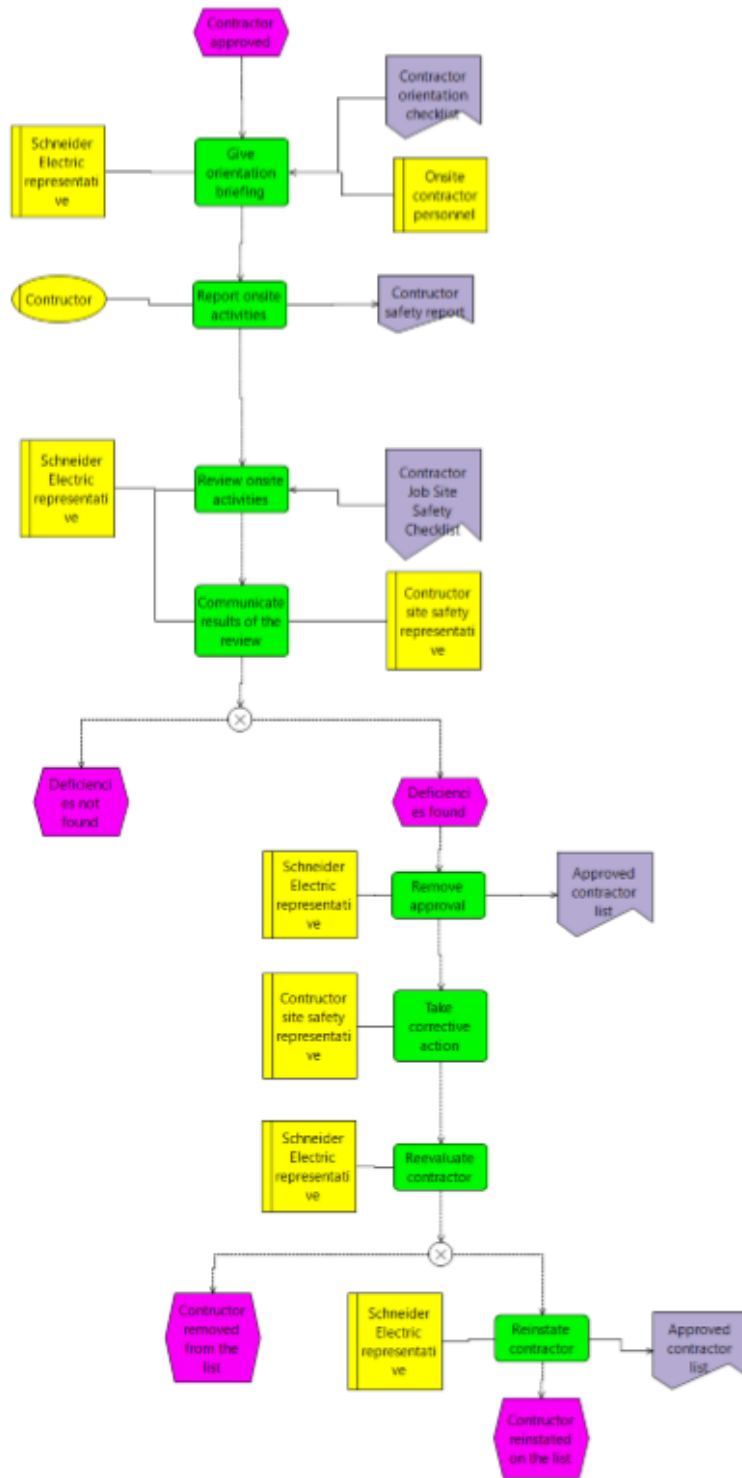 Contractor
approved
Contractor
orientation
checklist
Schneider
Electric
representati
ve
Give
orientation
briefing
Onsite
contractor
personnel
Contructor
Report onsite
activities
Contructor
safety report
Schneider
Electric
representati
ve
Review onsite
activities
Contractor
Job Site
Safety
Checklist
Communicate
results of the
review
Contructor
site safety
representati
ve
Deficienci
es not
found
Deficienci
es found
Schneider
Electric
representati
ve
Remove
approval
Approved
contractor
list
Contructor
site safety
representati
ve
Take
corrective
action
Schneider
Electric
representati
ve
Reevaluate
contractor
Contructor
removed
from the
list
Schneider
Electric
representati
ve
Reinstate
contractor
Approved
contractor
list
Contructor
reinstated
on the list